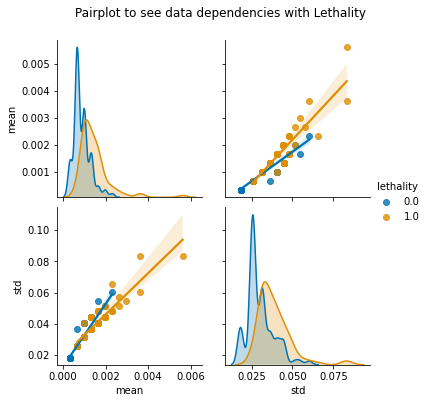 Pairplot to see data dependencies with Lethality
0.005
0.004
0.003
0.002
0.001
mean
lethality
0.0
1.0
0.10
0.08
0.06
0.04
0.02
std
0.000 0.002 0.004 0.006
mean
0.025 0.050 0.075
std